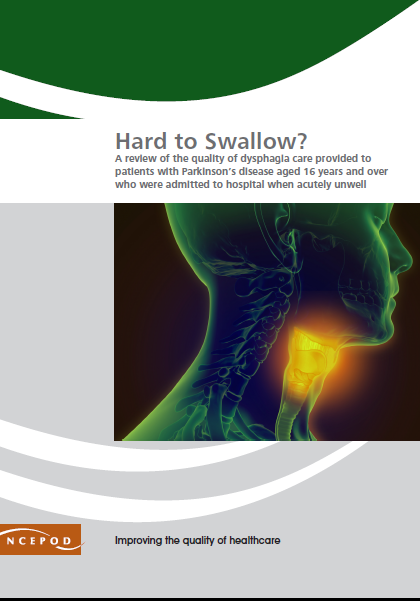 Hard to Swallow?
A review of the quality of dysphagia care provided to
patients with Parkinson's disease aged 16 years and over
who were admitted to hospital when acutely unwell
NCEPOD
Improving the quality of healthcare